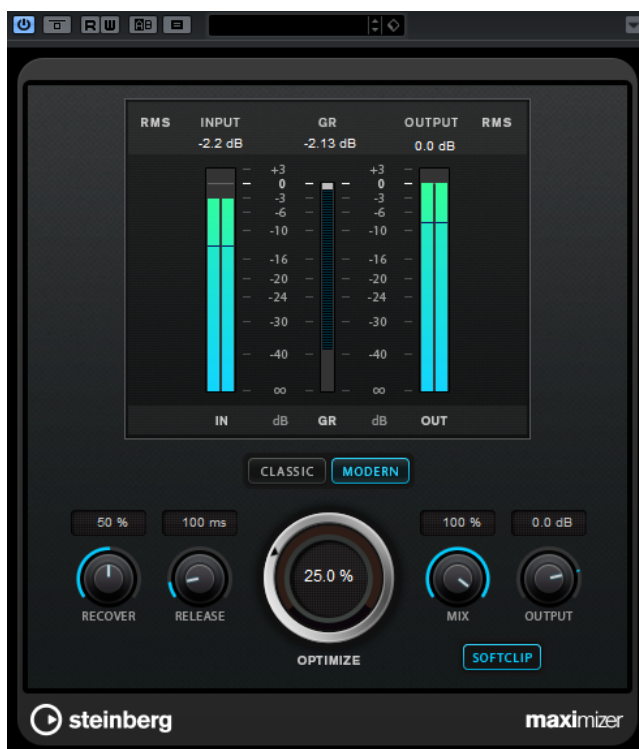 R W AB
RMS INPUT GR OUTPUT RMS
-2.2 dB -2.13 dB 0.0 dB
+3 +3
0 0
-3 -3
-6 -6
-10 -10
-16 -16
-20 -20
-24 -24
-30 -30
-40 -40
∞ ∞
IN dB GR dB OUT
CLASSIC MODERN
50 % 100 ms 100 % 0.0 dB
25.0 %
RECOVER RELEASE MIX OUTPUT
OPTIMIZE SOFTCLIP
steinberg maximizer